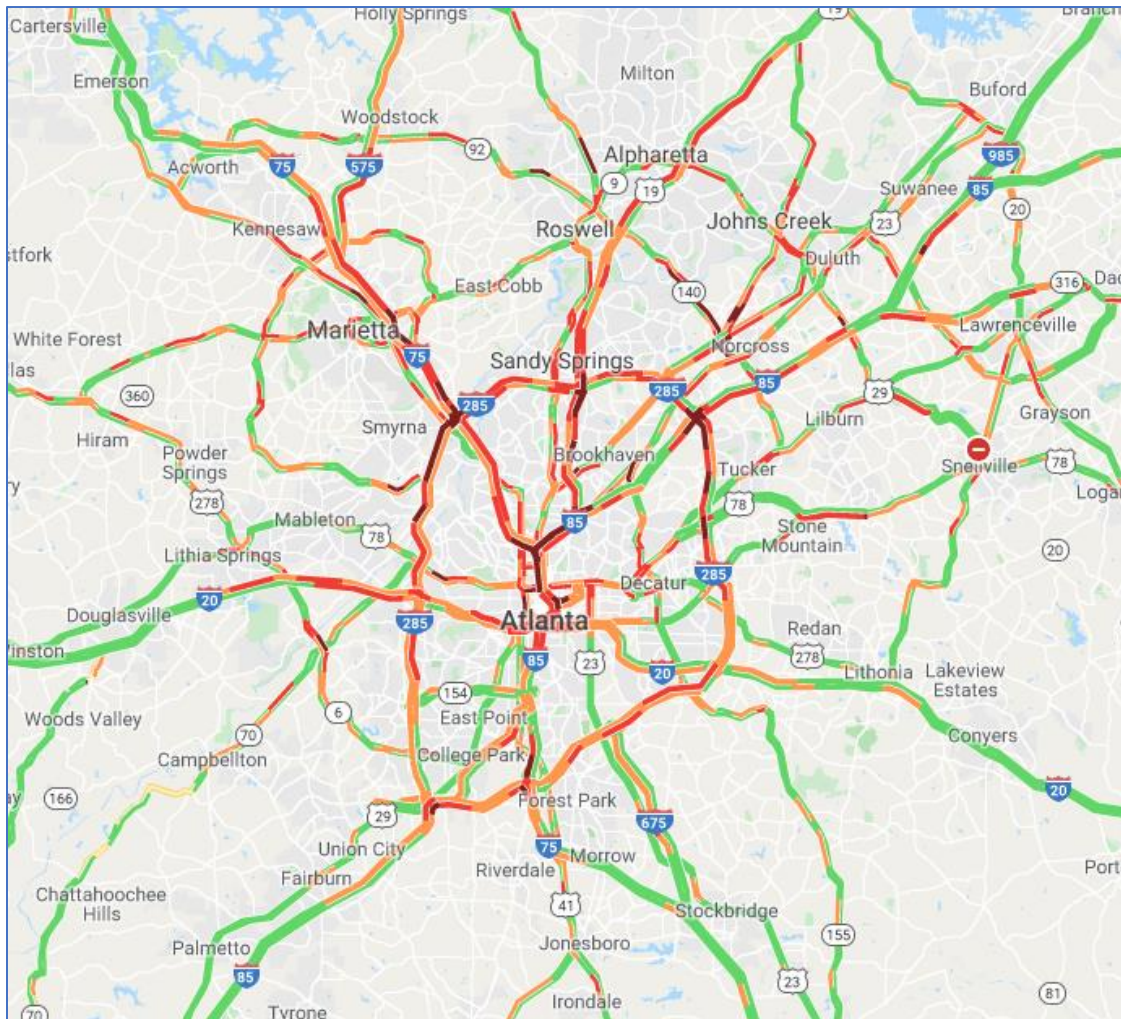 Cartersville
Holly Springs
19
Branch
Emerson
Milton
Buford
Woodstock
92
Acworth
75
575
Alpharetta
9
19
985
85
Suwanee
20
Kennesaw
Roswell
Johns Creek
23
stfork
Duluth
East Cobb
140
316
Dac
White Forest
Marietta
75
Norcross
Lawrenceville
las
Sandy Springs
360
285
285
85
29
Hiram
Smyrna
Lilburn
Grayson
Powder
Springs
Brookhaven
Tucker
Snellville
78
ry
278
78
Logan
Mableton
85
Stone
Mountain
78
20
Lithia Springs
285
Decatur
20
Douglasville
285
Atlanta
Redan
Winston
85
23
20
278
Lithonia
Lakeview
Estates
154
Woods Valley
6
East Point
70
Conyers
Campbellton
College Park
166
29
Forest Park
20
ay
675
Union City
75
Morrow
Port
Fairburn
Riverdale
Chattahoochee
Hills
41
Stockbridge
155
Palmetto
Jonesboro
85
23
81
Irondale
70
Tyrone